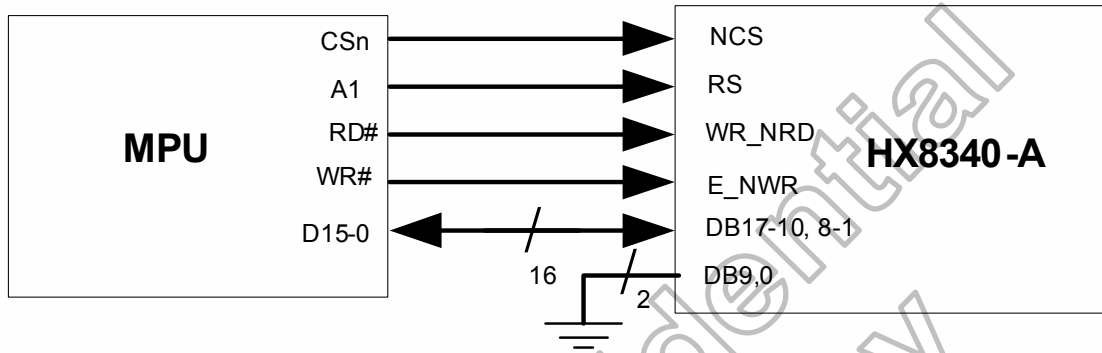 CSn
A1
RD#
WR#
D15-0
MPU
16
2
NCS
RS
WR_NRD
E_NWR
DB17-10, 8-1
DB9,0
HX8340-A
dential